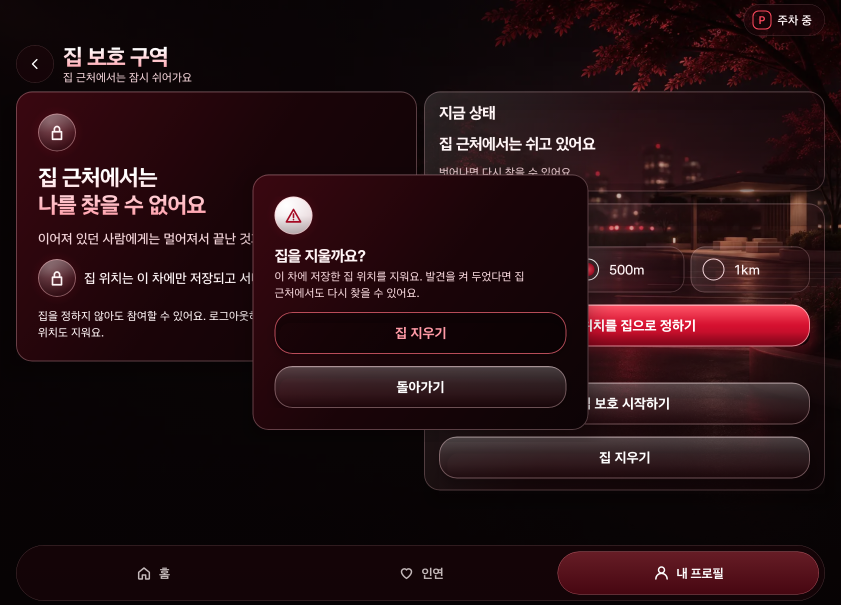 P 주차 중
집 보호 구역
집 근처에서는 잠시 쉬어가요
집 근처에서는
나를 찾을 수 없어요
이어져 있던 사람에게는 멀어져서 끝난 것
집 위치는 이 차에만 저장되고 서
집을 정하지 않아도 참여할 수 있어요. 로그아웃
위치도 지워요.
지금 상태
집 근처에서는 쉬고 있어요
벗어나면 다시 찾을 수 있어요
500m
1km
위치를 집으로 정하기
보호 시작하기
집 지우기
집을 지울까요?
이 차에 저장한 집 위치를 지워요. 발견을 켜 두었다면 집
근처에서도 다시 찾을 수 있어요.
집 지우기
돌아가기
홈
인연
내 프로필